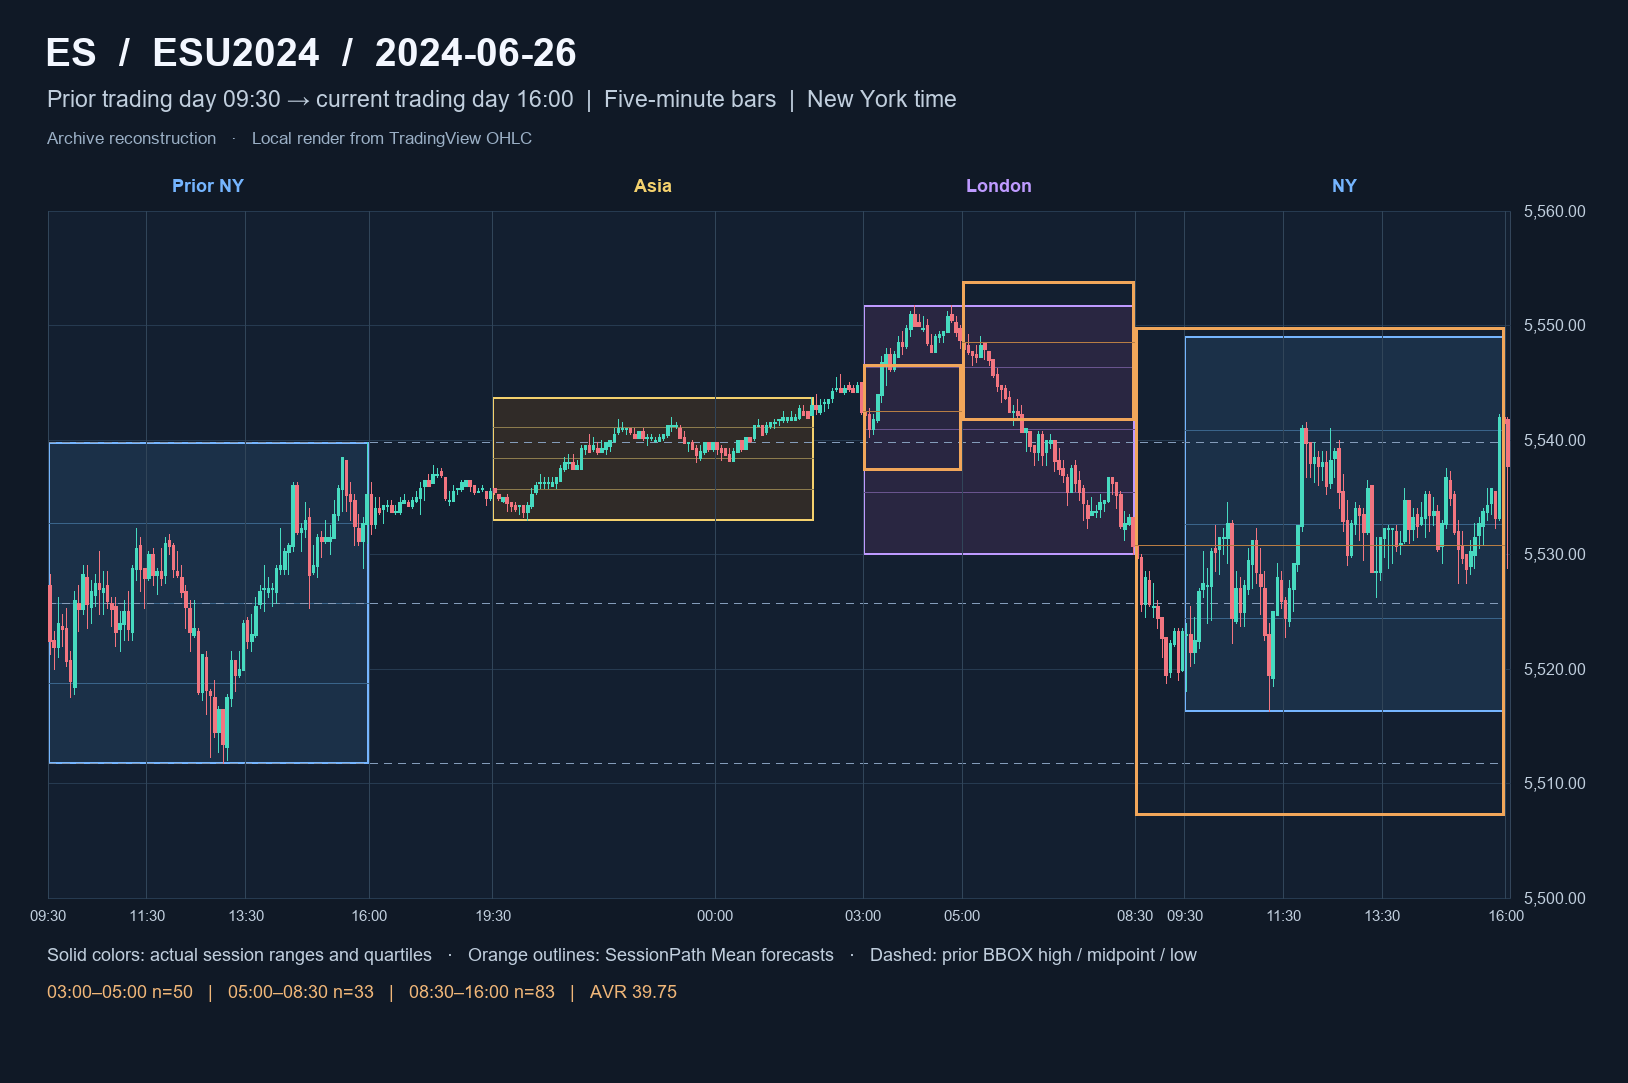 ES / ESU2024 / 2024-06-26
Prior trading day 09:30 → current trading day 16:00 | Five-minute bars | New York time
Archive reconstruction · Local render from TradingView OHLC
Prior NY Asia London NY
5,560.00
5,550.00
5,540.00
5,530.00
5,520.00
5,510.00
5,500.00
09:30 11:30 13:30 16:00 19:30 00:00 03:00 05:00 08:30 09:30 11:30 13:30 16:00
Solid colors: actual session ranges and quartiles · Orange outlines: SessionPath Mean forecasts · Dashed: prior BBOX high / midpoint / low
03:00–05:00 n=50 | 05:00–08:30 n=33 | 08:30–16:00 n=83 | AVR 39.75